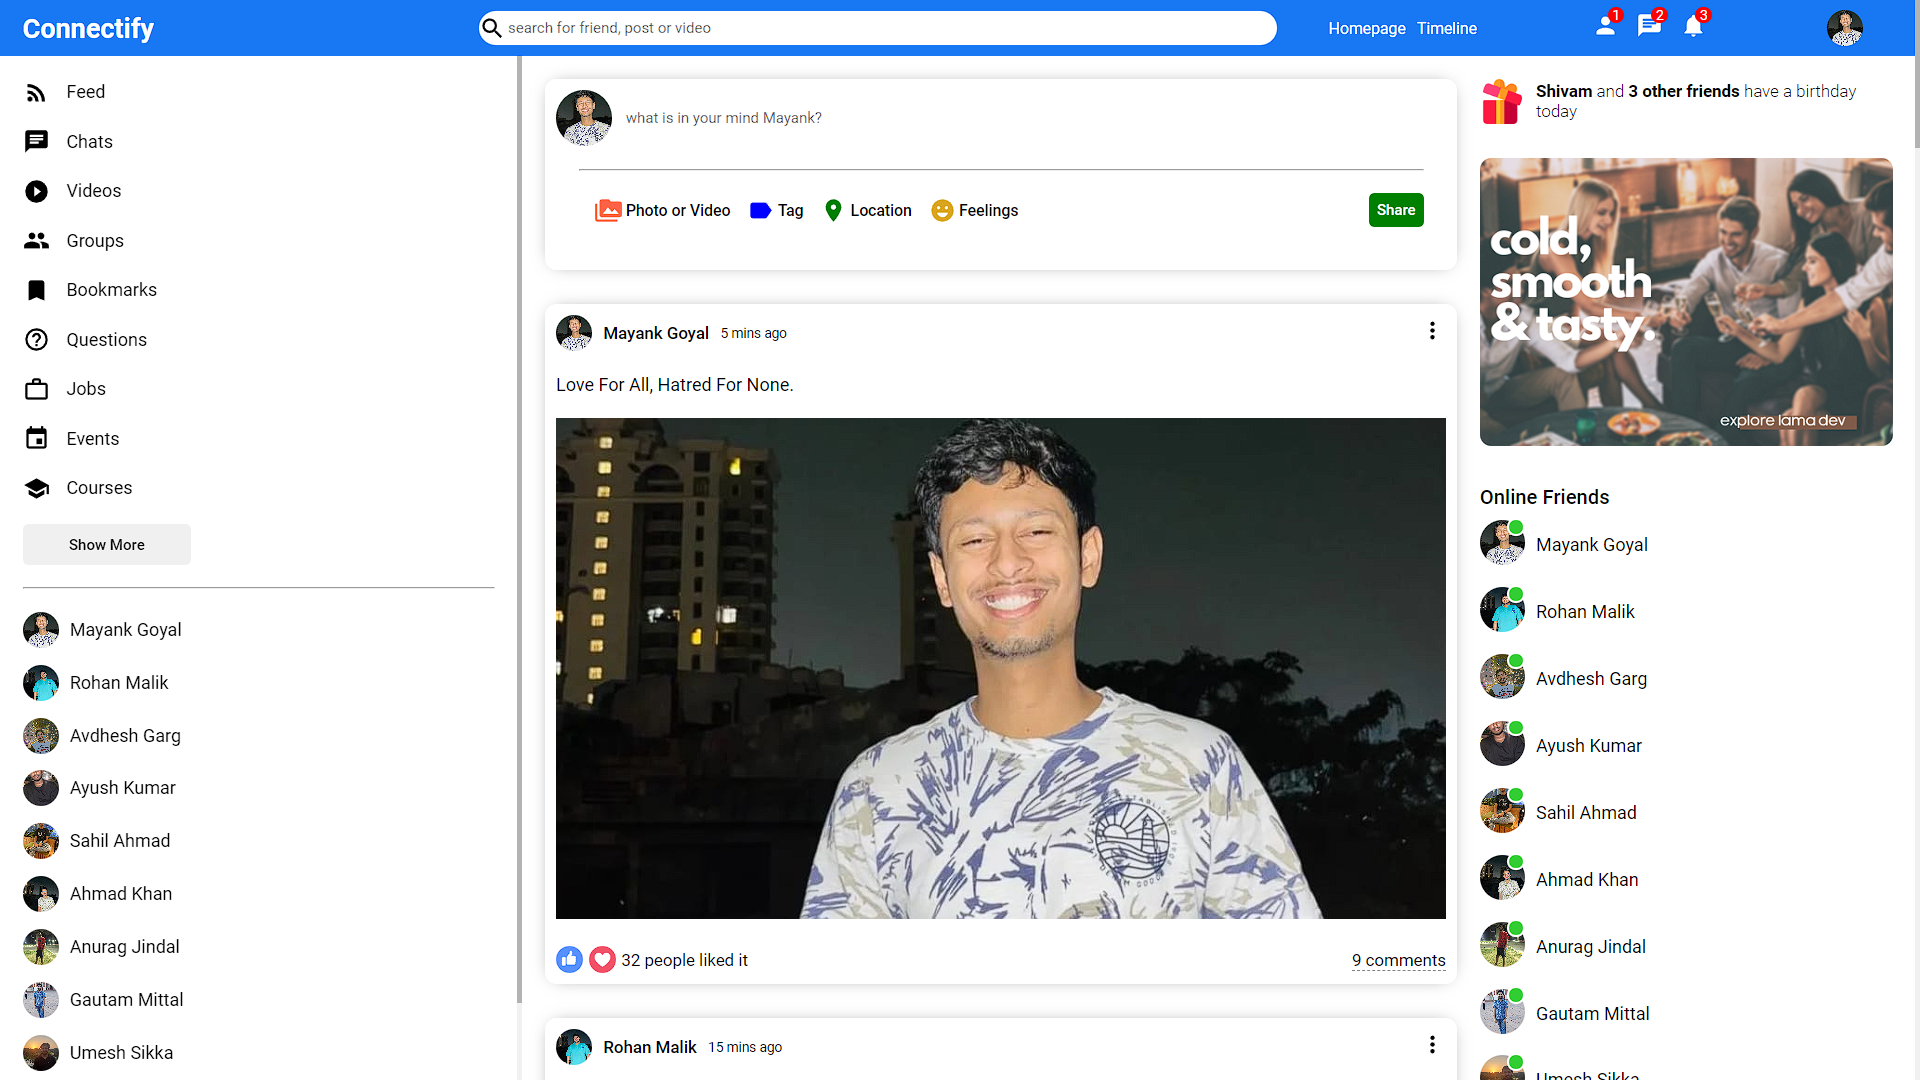 Connectify
search for friend, post or video
Homepage Timeline
1
2
3
Feed
Chats
Videos
Groups
Bookmarks
Questions
Jobs
Events
Courses
Show More
Mayank Goyal
Rohan Malik
Avdhesh Garg
Ayush Kumar
Sahil Ahmad
Ahmad Khan
Anurag Jindal
Gautam Mittal
Umesh Sikka
what is in your mind Mayank?
Photo or Video Tag Location Feelings Share
Mayank Goyal 5 mins ago
Love For All, Hatred For None.
32 people liked it 9 comments
Rohan Malik 15 mins ago
Shivam and 3 other friends have a birthday
today
cold,
smooth
& tasty.
explore lama dev
Online Friends
Mayank Goyal
Rohan Malik
Avdhesh Garg
Ayush Kumar
Sahil Ahmad
Ahmad Khan
Anurag Jindal
Gautam Mittal
Umesh Sikka